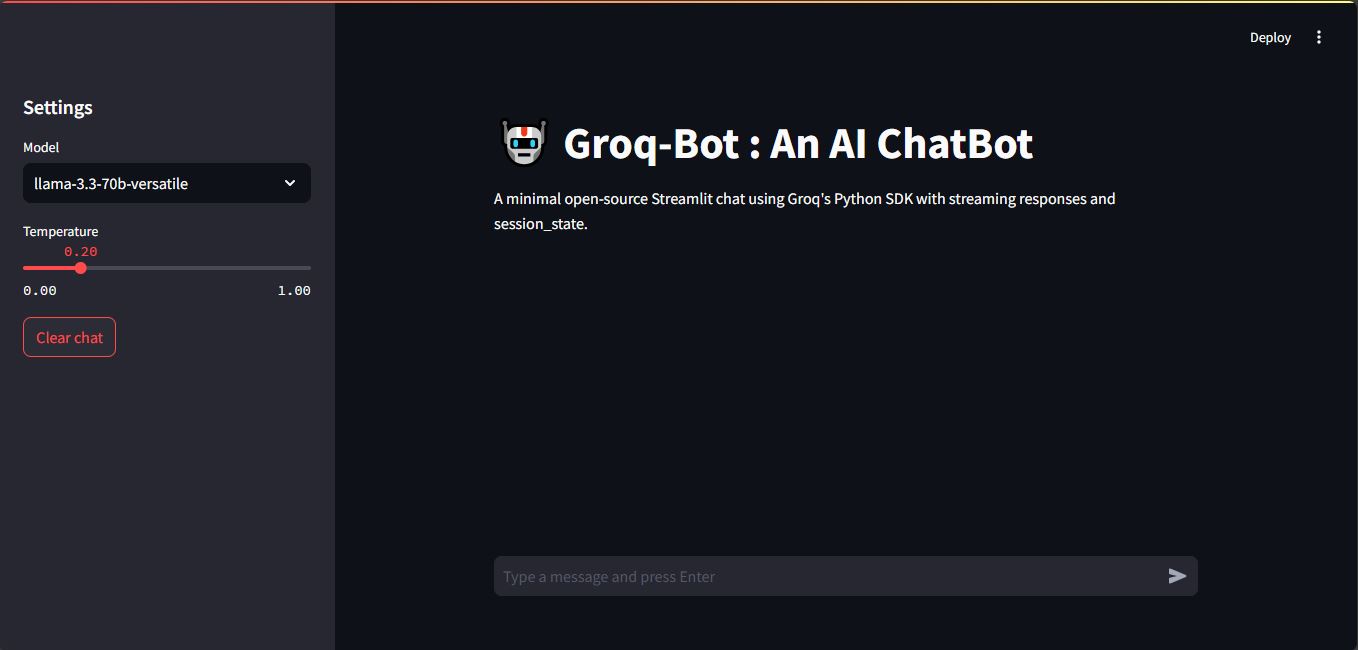 Deploy
Settings
Model
llama-3.3-70b-versatile
Temperature
0.20
0.00 1.00
Clear chat
Groq-Bot : An AI ChatBot
A minimal open-source Streamlit chat using Groq's Python SDK with streaming responses and
session_state.
Type a message and press Enter